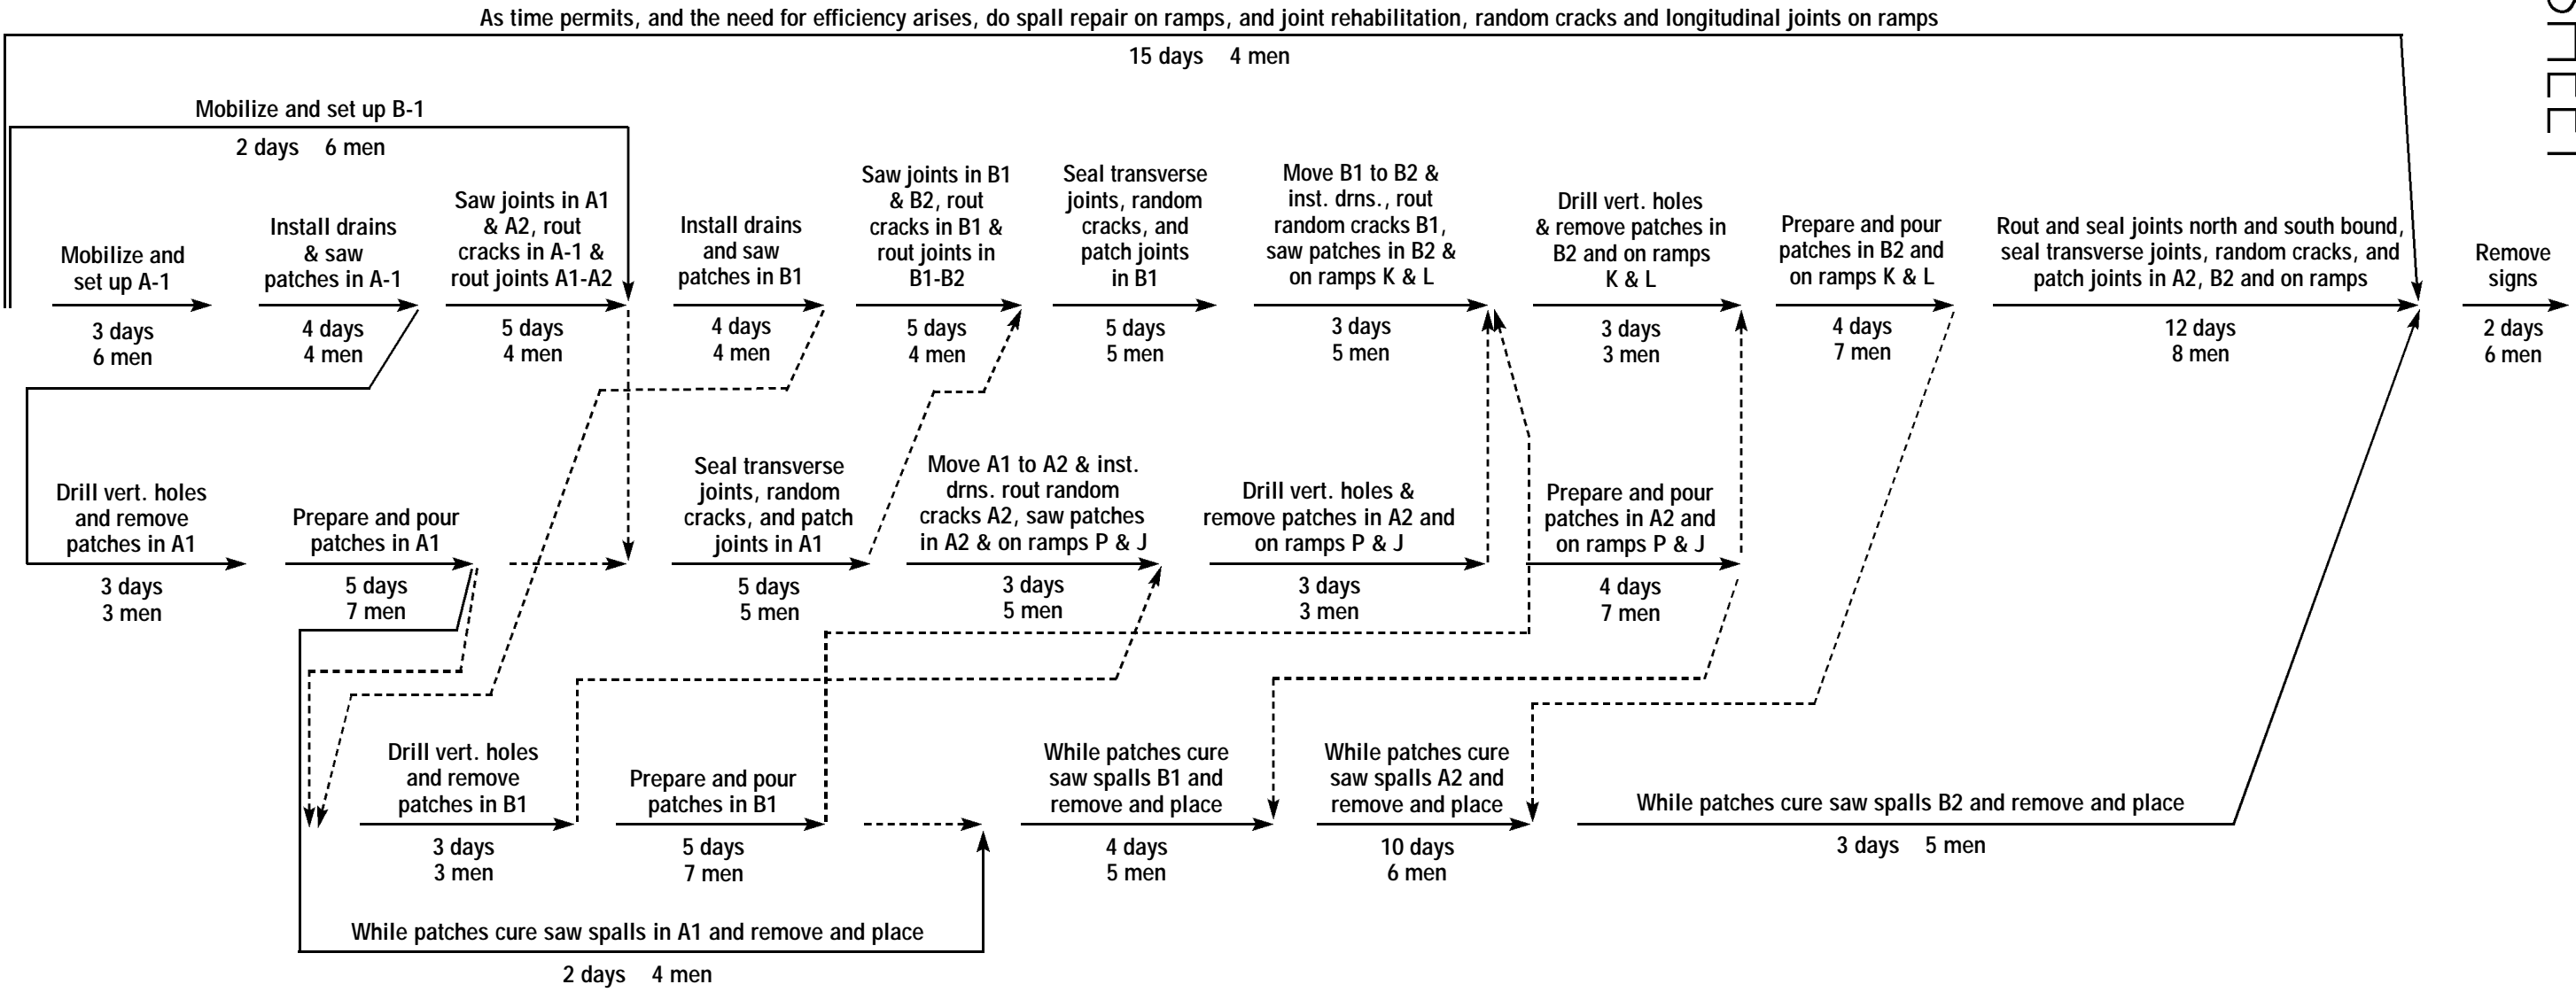 As time permits, and the need for efficiency arises, do spall repair on ramps, and joint rehabilitation, random cracks and longitudinal joints on ramps
15 days 4 men
Mobilize and set up B-1
2 days 6 men
Mobilize and
set up A-1
3 days
6 men
Install drains
& saw
patches in A-1
4 days
4 men
Saw joints in A1
& A2, rout
cracks in A-1 &
rout joints A1-A2
5 days
4 men
Install drains
and saw
patches in B1
4 days
4 men
Saw joints in B1
& B2, rout
cracks in B1 &
rout joints in
B1-B2
5 days
4 men
Seal transverse
joints, random
cracks, and
patch joints
in B1
5 days
5 men
Move B1 to B2 &
inst. drns., rout
random cracks B1,
saw patches in B2 &
on ramps K & L
3 days
5 men
Drill vert. holes
& remove patches in
B2 and on ramps
K & L
3 days
3 men
Prepare and pour
patches in B2 and
on ramps K & L
4 days
7 men
Rout and seal joints north and south bound,
seal transverse joints, random cracks, and
patch joints in A2, B2 and on ramps
12 days
8 men
Remove
signs
2 days
6 men
Drill vert. holes
and remove
patches in A1
3 days
3 men
Prepare and pour
patches in A1
5 days
7 men
Seal transverse
joints, random
cracks, and patch
joints in A1
5 days
5 men
Move A1 to A2 & inst.
drns. rout random
cracks A2, saw patches
in A2 & on ramps P & J
3 days
5 men
Drill vert. holes &
remove patches in A2 and
on ramps P & J
3 days
3 men
Prepare and pour
patches in A2 and
on ramps P & J
4 days
7 men
Drill vert. holes
and remove
patches in B1
3 days
3 men
Prepare and pour
patches in B1
5 days
7 men
While patches cure
saw spalls B1 and
remove and place
4 days
5 men
While patches cure
saw spalls A2 and
remove and place
10 days
6 men
While patches cure saw spalls B2 and remove and place
3 days 5 men
While patches cure saw spalls in A1 and remove and place
2 days 4 men